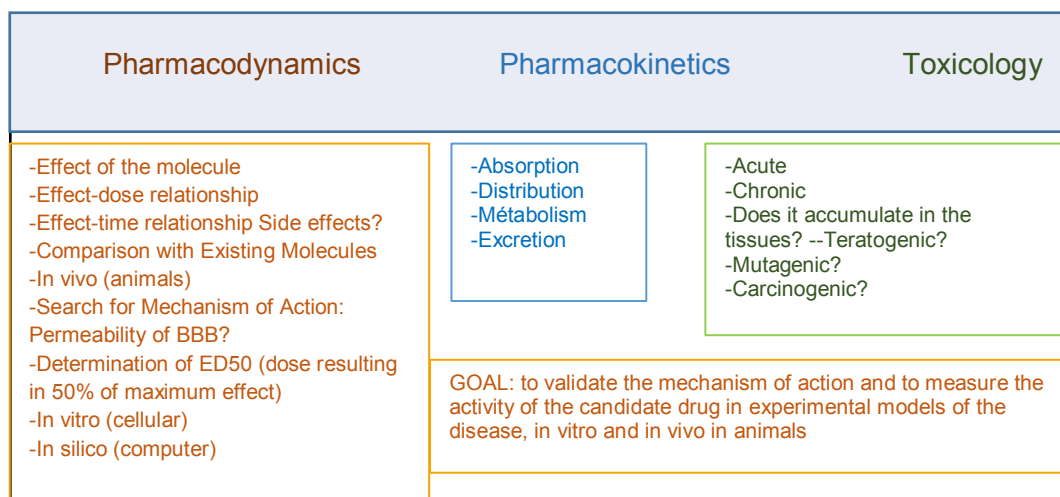 Pharmacodynamics
Pharmacokinetics
Toxicology
-Effect of the molecule
-Effect-dose relationship
-Effect-time relationship Side effects?
-Comparison with Existing Molecules
-In vivo (animals)
-Search for Mechanism of Action:
Permeability of BBB?
-Determination of ED50 (dose resulting
in 50% of maximum effect)
-In vitro (cellular)
-In silico (computer)
-Absorption
-Distribution
-Métabolism
-Excretion
-Acute
-Chronic
-Does it accumulate in the
tissues? --Teratogenic?
-Mutagenic?
-Carcinogenic?
GOAL: to validate the mechanism of action and to measure the
activity of the candidate drug in experimental models of the
disease, in vitro and in vivo in animals